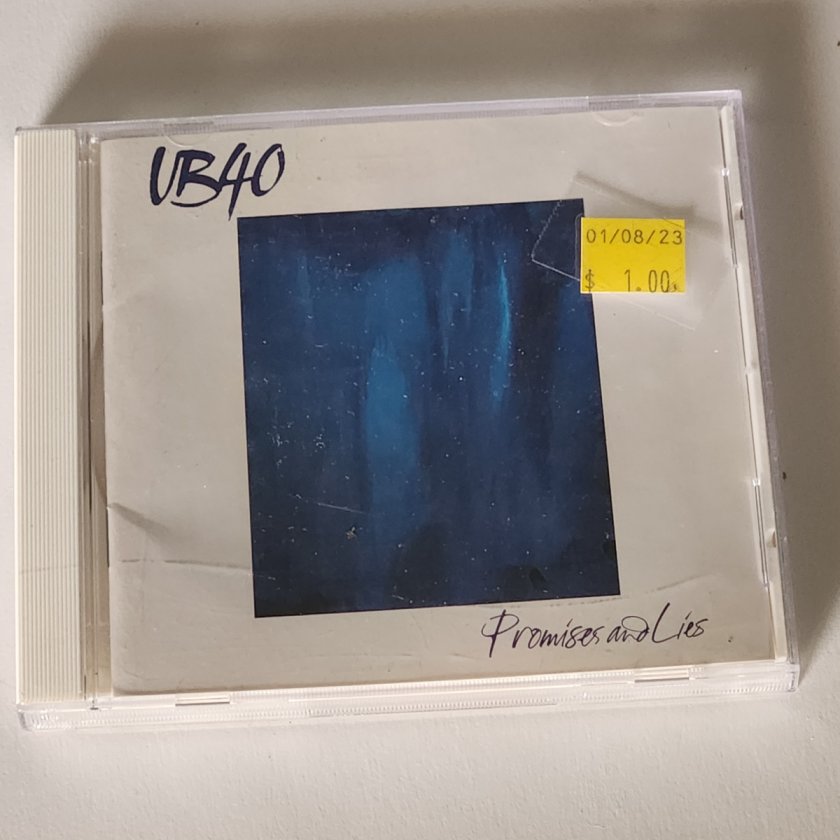 UB40
01/08/23
$ 1.00
Promises and Lies